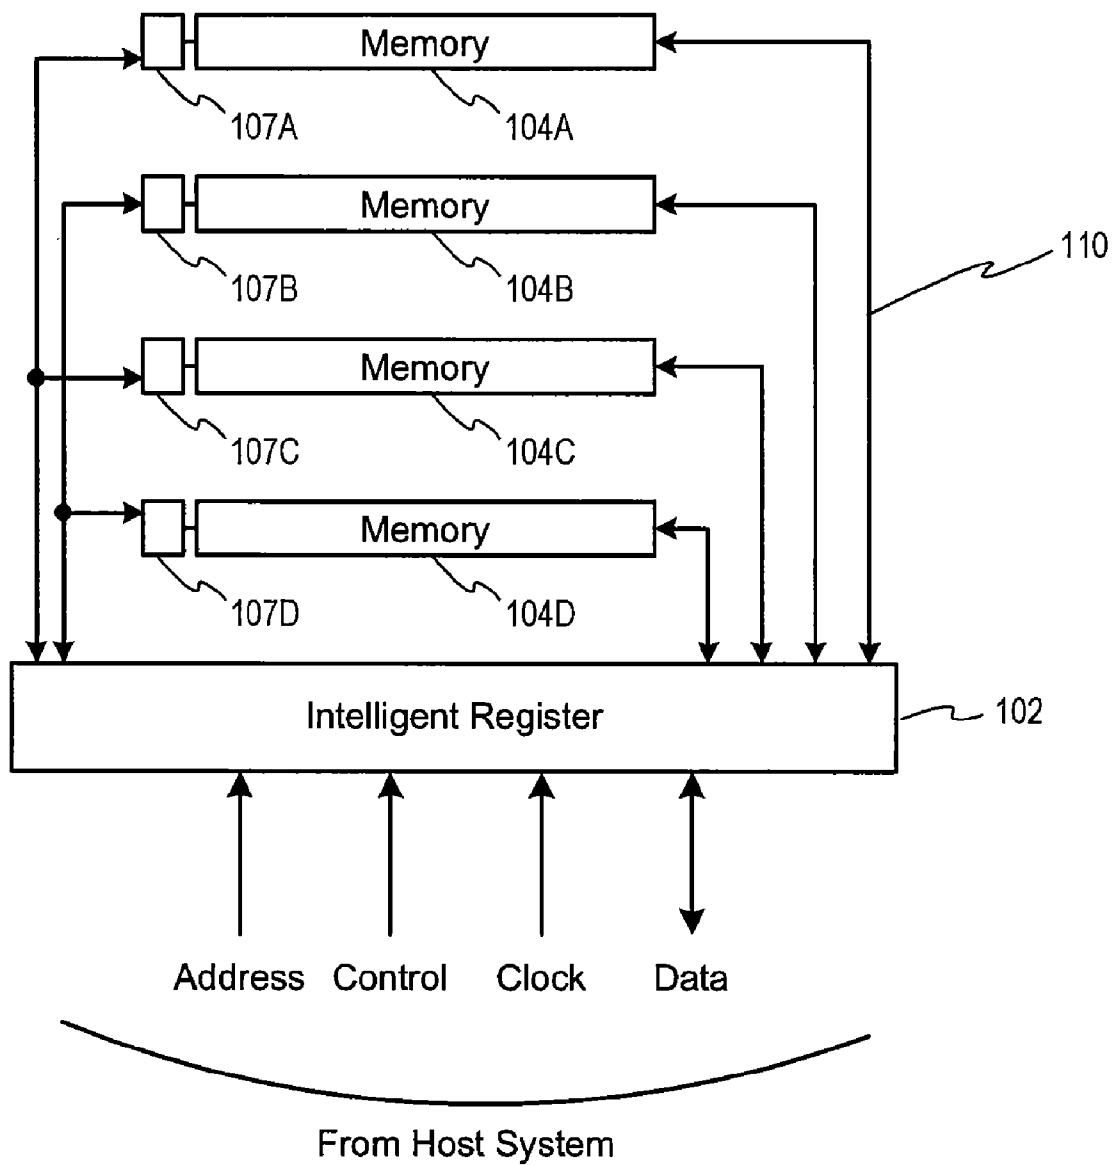 Memory
107A 104A
Memory
110
107B 104B
Memory
107C 104C
Memory
107D 104D
Intelligent Register
102
Address Control Clock Data
From Host System